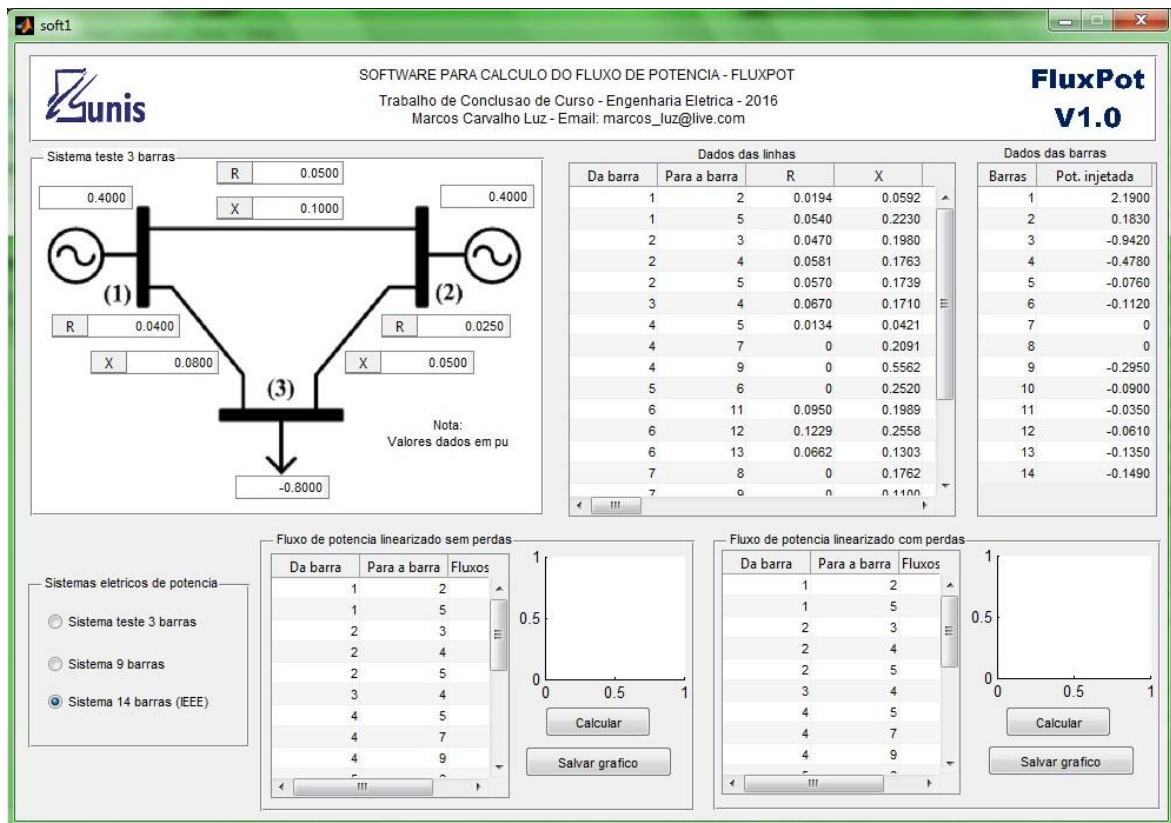 soft1
Zunis
SOFTWARE PARA CALCULO DO FLUXO DE POTENCIA - FLUXPOT
Trabalho de Conclusao de Curso - Engenharia Eletrica - 2016
Marcos Carvalho Luz - Email: marcos_luz@live.com
FluxPot
V1.0
Sistema teste 3 barras
R 0.0500
X 0.1000
0.4000
0.4000
(1)
(2)
R 0.0400
X 0.0800
R 0.0250
X 0.0500
(3)
Nota:
Valores dados em pu
-0.8000
Dados das linhas
Da barra Para a barra R X
1 2 0.0194 0.0592
1 5 0.0540 0.2230
2 3 0.0470 0.1980
2 4 0.0581 0.1763
2 5 0.0570 0.1739
3 4 0.0670 0.1710
4 5 0.0134 0.0421
4 7 0 0.2091
4 9 0 0.5562
5 6 0 0.2520
6 11 0.0950 0.1989
6 12 0.1229 0.2558
6 13 0.0662 0.1303
7 8 0 0.1762
7 9 0 0.1100
Dados das barras
Barras Pot. injetada
1 2.1900
2 0.1830
3 -0.9420
4 -0.4780
5 -0.0760
6 -0.1120
7 0
8 0
9 -0.2950
10 -0.0900
11 -0.0350
12 -0.0610
13 -0.1350
14 -0.1490
Sistemas eletricos de potencia
Sistema teste 3 barras
Sistema 9 barras
Sistema 14 barras (IEEE)
Fluxo de potencia linearizado sem perdas
Da barra Para a barra Fluxos
1 2
1 5
2 3
2 4
2 5
3 4
4 5
4 7
4 9
1
0.5
0
0 0.5 1
Calcular
Salvar grafico
Fluxo de potencia linearizado com perdas
Da barra Para a barra Fluxos
1 2
1 5
2 3
2 4
2 5
3 4
4 5
4 7
4 9
1
0.5
0
0 0.5 1
Calcular
Salvar grafico